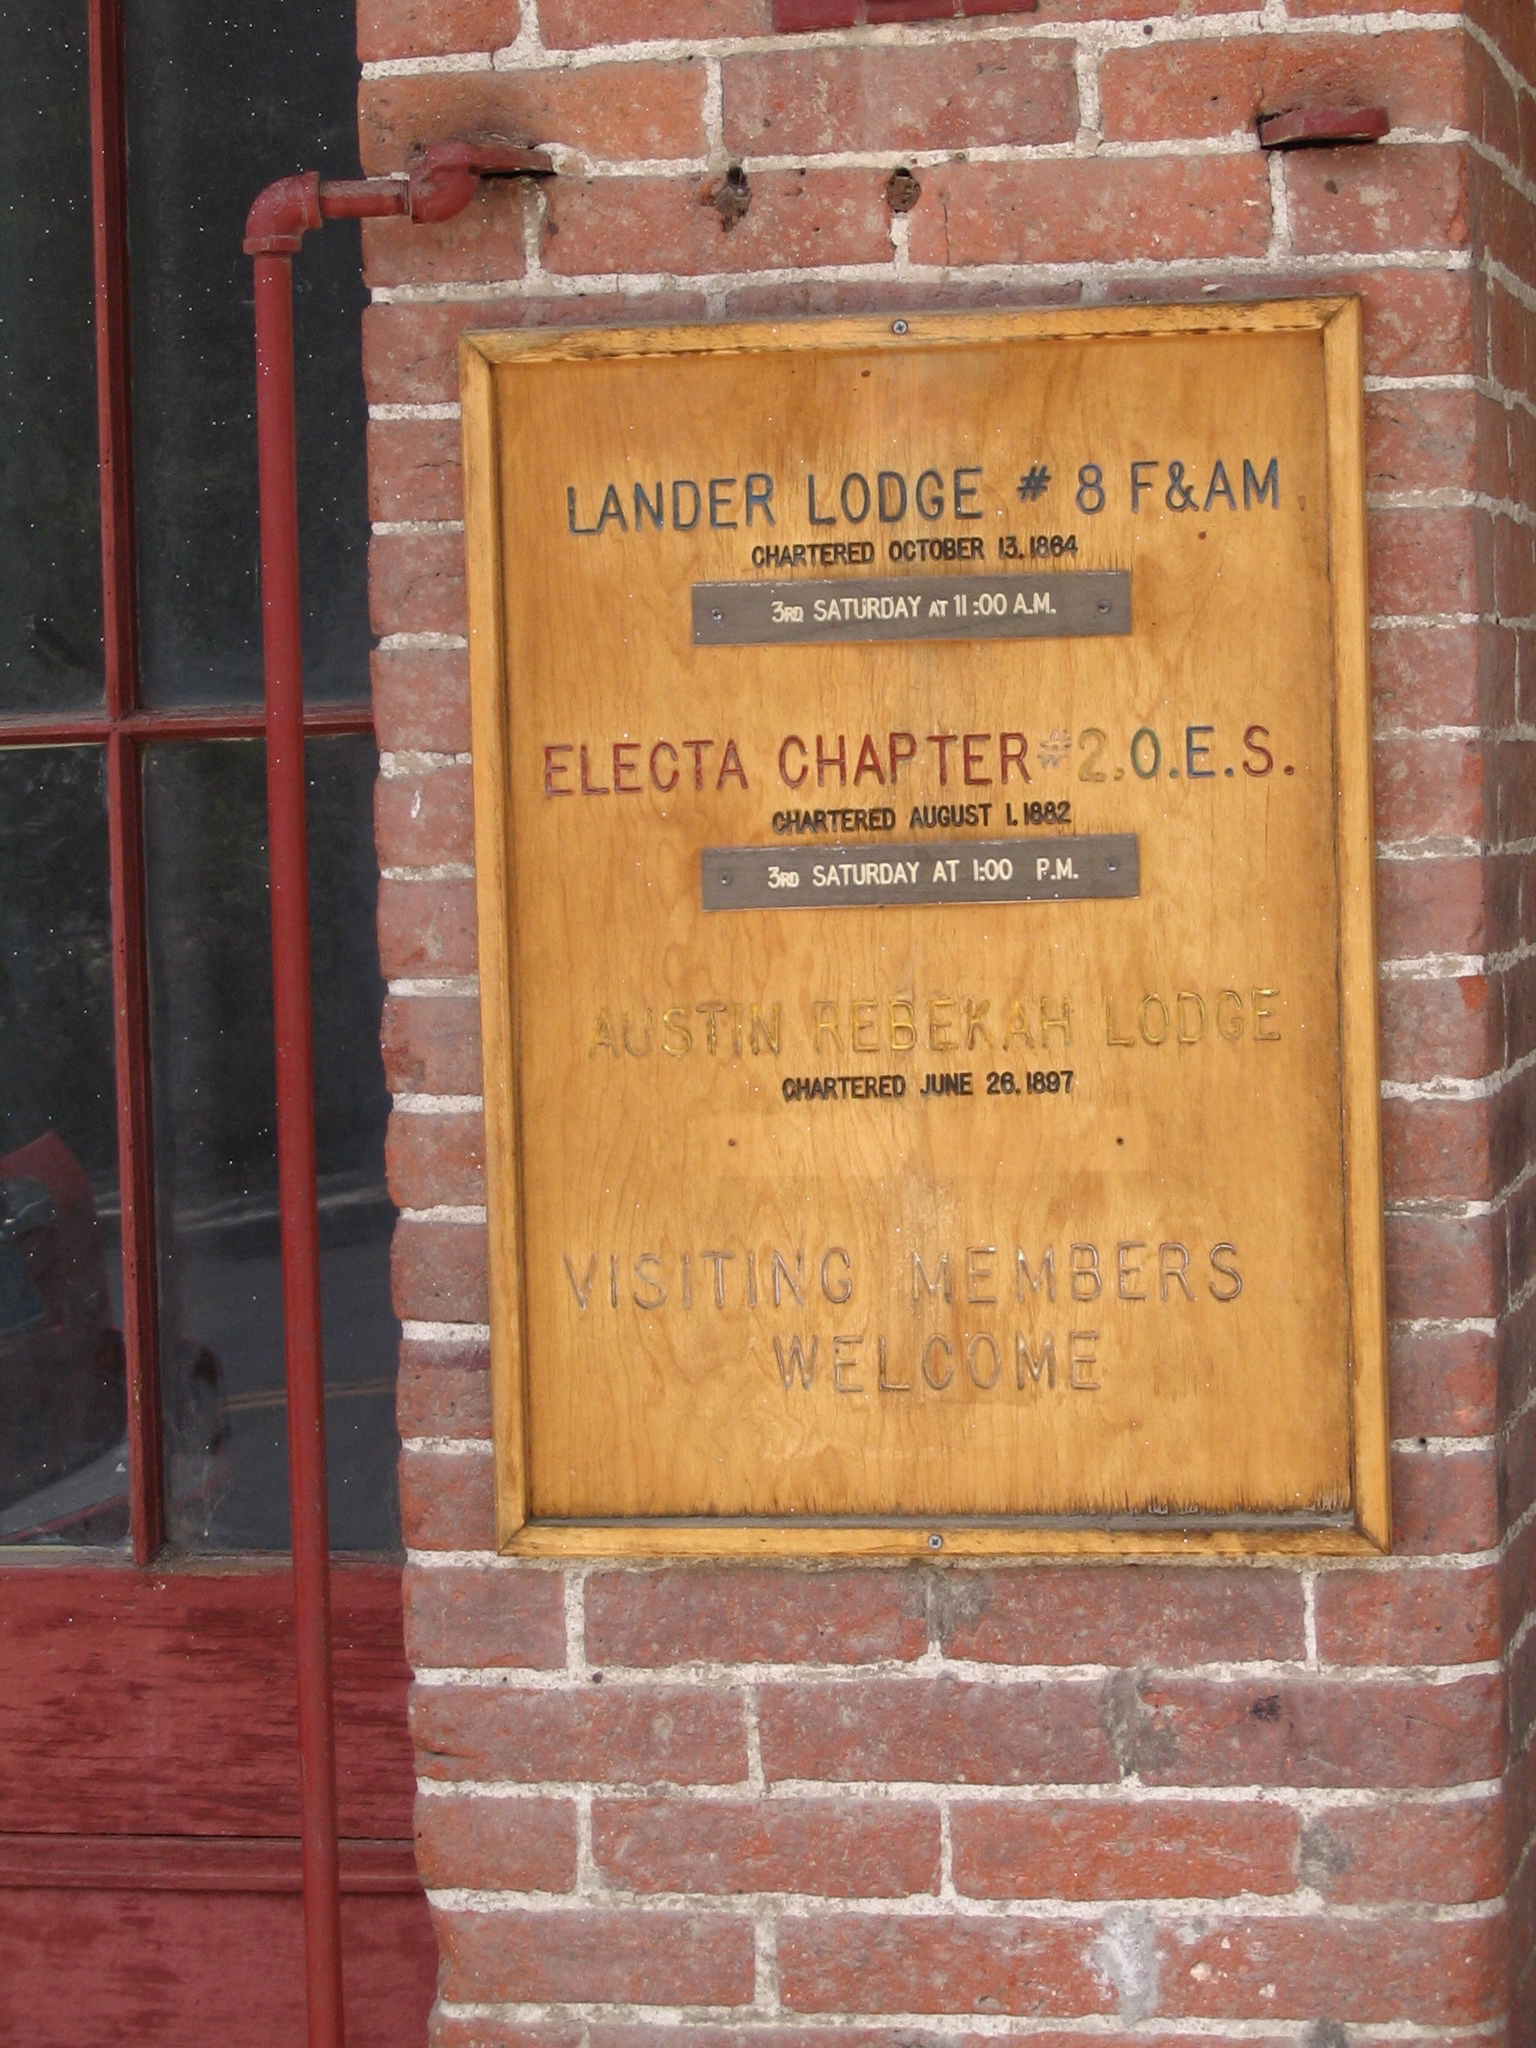 LANDER LODGE # 8 F&AM
CHARTERED OCTOBER 13, 1864
3RD SATURDAY AT 11:00 A.M.
ELECTA CHAPTER #2, O.E.S.
CHARTERED AUGUST 1, 1882
3RD SATURDAY AT 1:00 P.M.
AUSTIN REBEKAH LODGE
CHARTERED JUNE 26, 1897
VISITING MEMBERS
WELCOME